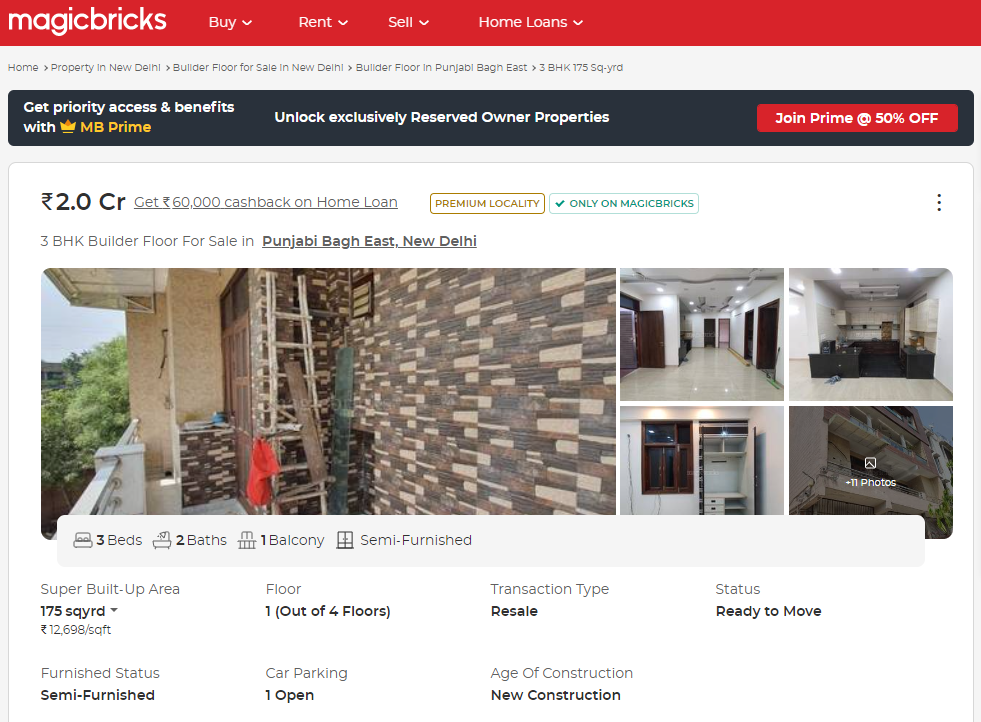 magicbricks
Buy Rent Sell Home Loans
Home > Property in New Delhi > Builder Floor for Sale in New Delhi > Builder Floor in Punjabi Bagh East > 3 BHK 175 Sq-yrd
Get priority access & benefits
with MB Prime
Unlock exclusively Reserved Owner Properties
Join Prime @ 50% OFF
₹2.0 Cr Get ₹60,000 cashback on Home Loan PREMIUM LOCALITY ✔ ONLY ON MAGICBRICKS
3 BHK Builder Floor For Sale in Punjabi Bagh East, New Delhi
+11 Photos
3 Beds 2 Baths 1 Balcony Semi-Furnished
Super Built-Up Area Floor Transaction Type Status
175 sqyrd 1 (Out of 4 Floors) Resale Ready to Move
₹12,698/sqft
Furnished Status Car Parking Age Of Construction
Semi-Furnished 1 Open New Construction